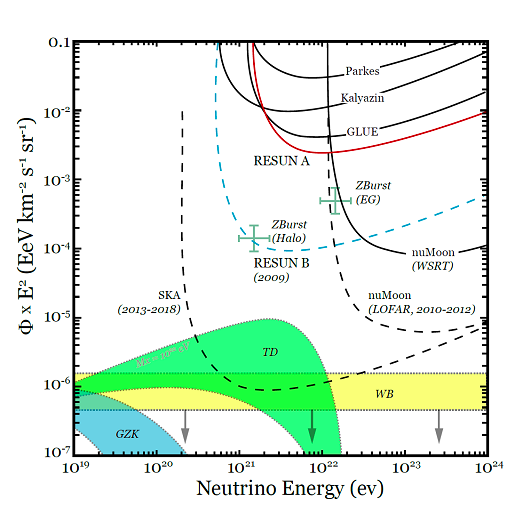 0.1
Parkes
Kalyazin
10⁻²
GLUE
RESUN A
10⁻³
ZBurst
(EG)
ZBurst
(Halo)
10⁻⁴
nuMoon
(WSRT)
RESUN B
(2009)
SKA
(2013-2018)
nuMoon
(LOFAR, 2010-2012)
10⁻⁵
TD
10⁻⁶
WB
GZK
10⁻⁷
10¹⁹ 10²⁰ 10²¹ 10²² 10²³ 10²⁴
Neutrino Energy (ev)
Φ x E² (EeV km⁻² s⁻¹ sr⁻¹)